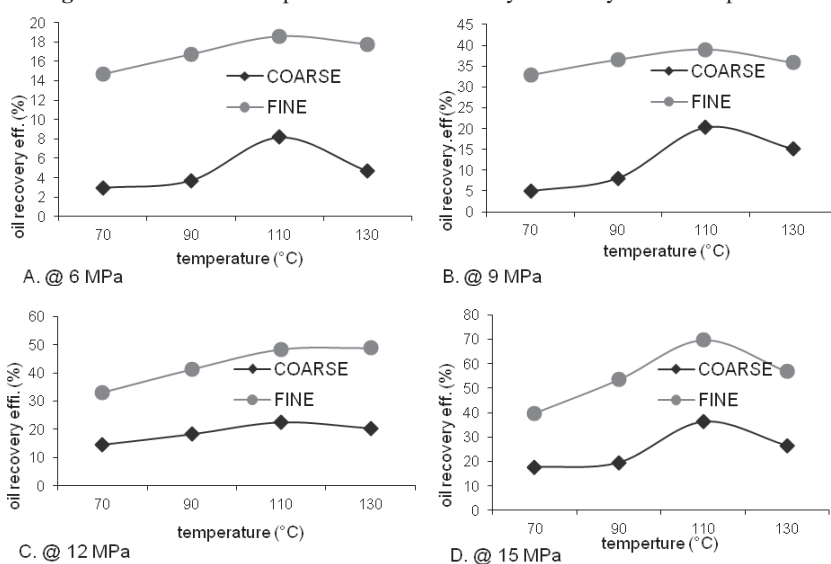 20
18
16
14
12
10
8
6
4
2
0
oil recovery eff. (%)
COARSE
FINE
70 90 110 130
temperature (°C)
A. @ 6 MPa
45
40
35
30
25
20
15
10
5
0
oil recovery.eff (%)
COARSE
FINE
70 90 110 130
temperature (°C)
B. @ 9 MPa
60
50
40
30
20
10
0
oil recovery effi. (%)
COARSE
FINE
70 90 110 130
temperature (°C)
C. @ 12 MPa
80
70
60
50
40
30
20
10
0
oil recovery eff. (%)
COARSE
FINE
70 90 110 130
temperture (°C)
D. @ 15 MPa